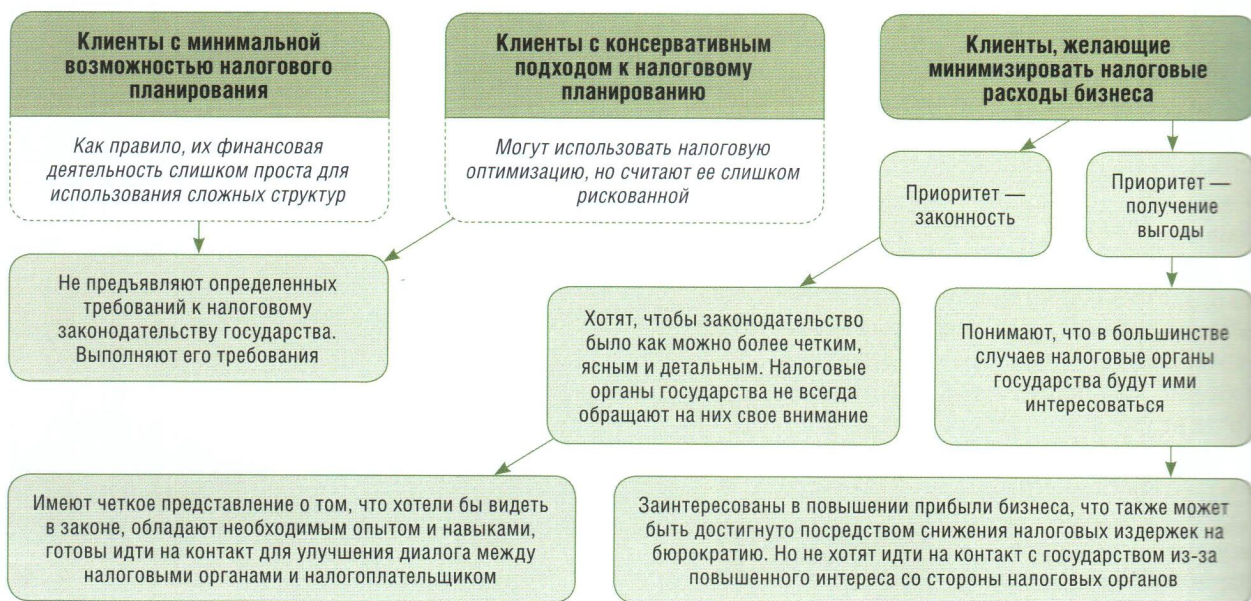 Клиенты с минимальной
возможностью налогового
планирования
Как правило, их финансовая
деятельность слишком проста для
использования сложных структур
Клиенты с консервативным
подходом к налоговому
планированию
Могут использовать налоговую
оптимизацию, но считают ее слишком
рискованной
Клиенты, желающие
минимизировать налоговые
расходы бизнеса
Приоритет —
законность
Приоритет —
получение
выгоды
Не предъявляют определенных
требований к налоговому
законодательству государства.
Выполняют его требования
Хотят, чтобы законодательство
было как можно более четким,
ясным и детальным. Налоговые
органы государства не всегда
обращают на них свое внимание
Понимают, что в большинстве
случаев налоговые органы
государства будут ими
интересоваться
Имеют четкое представление о том, что хотели бы видеть
в законе, обладают необходимым опытом и навыками,
готовы идти на контакт для улучшения диалога между
налоговыми органами и налогоплательщиком
Заинтересованы в повышении прибыли бизнеса, что также может
быть достигнуто посредством снижения налоговых издержек на
бюрократию. Но не хотят идти на контакт с государством из-за
повышенного интереса со стороны налоговых органов